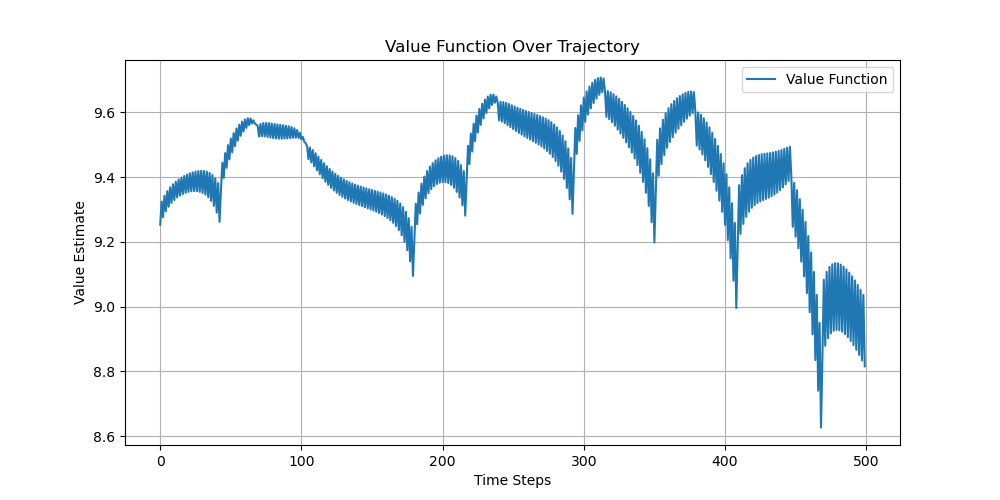 Value Function Over Trajectory
Value Function
Value Estimate
9.6
9.4
9.2
9.0
8.8
8.6
0 100 200 300 400 500
Time Steps